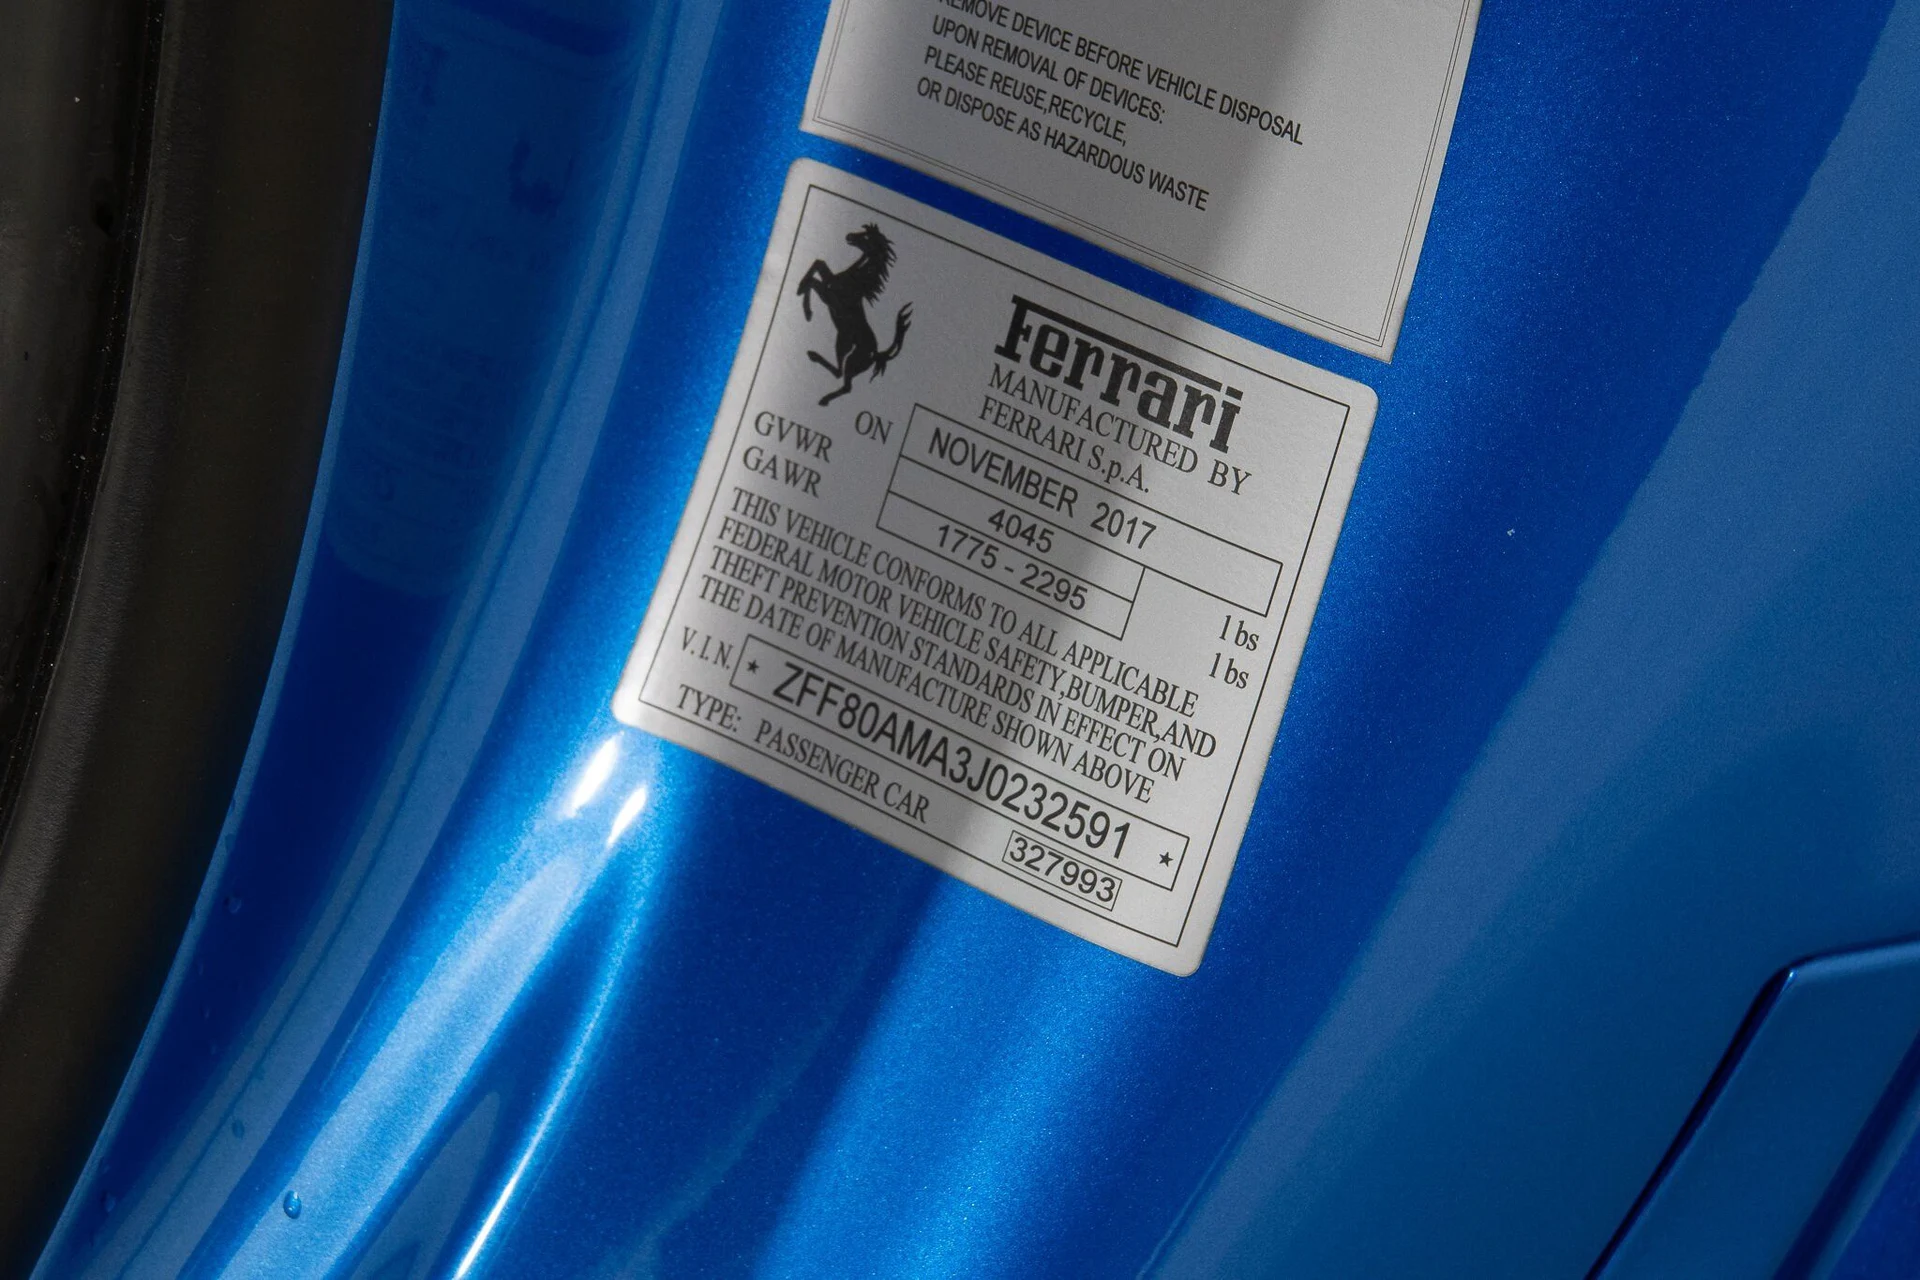 REMOVE DEVICE BEFORE VEHICLE DISPOSAL
UPON REMOVAL OF DEVICES:
PLEASE REUSE,RECYCLE,
OR DISPOSE AS HAZARDOUS WASTE
Ferrari
MANUFACTURED BY
FERRARI S.p.A.
ON NOVEMBER 2017
GVWR 4045 lbs
GAWR 1775 - 2295 lbs
THIS VEHICLE CONFORMS TO ALL APPLICABLE
FEDERAL MOTOR VEHICLE SAFETY,BUMPER,AND
THEFT PREVENTION STANDARDS IN EFFECT ON
THE DATE OF MANUFACTURE SHOWN ABOVE
V.I.N. * ZFF80AMA3J0232591 *
TYPE: PASSENGER CAR 327993